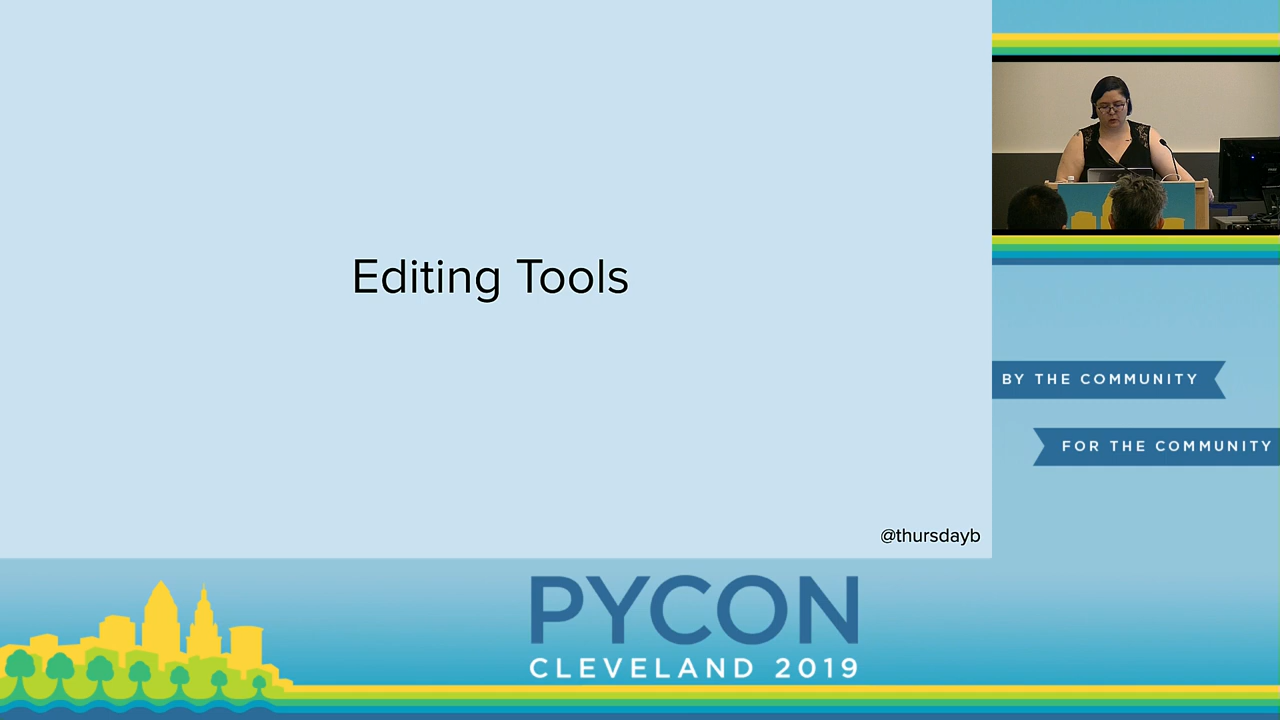 Editing Tools
@thursdayb
BY THE COMMUNITY
FOR THE COMMUNITY
PYCON
CLEVELAND 2019